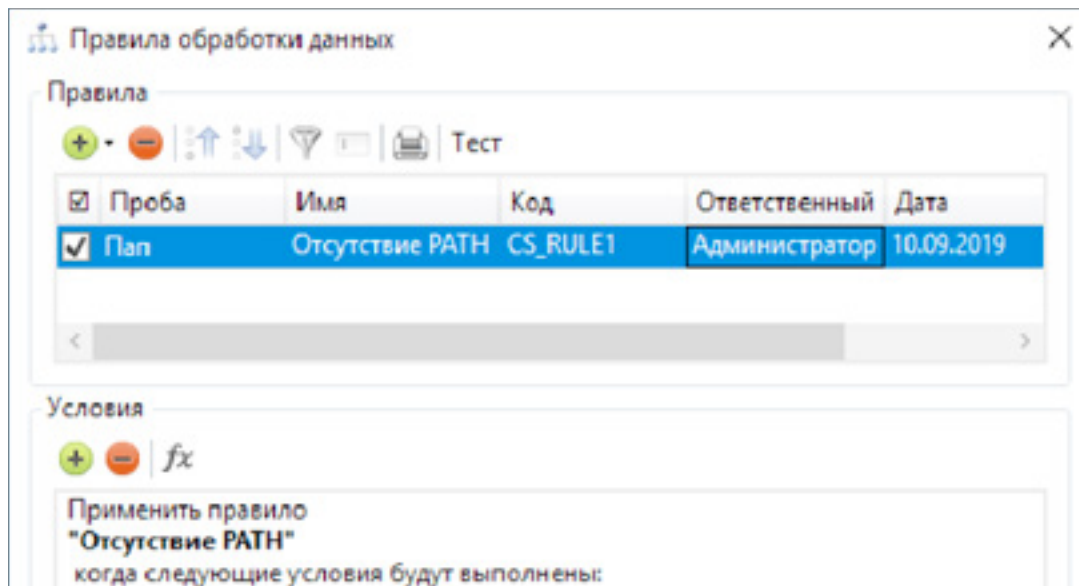 Правила обработки данных
Правила
Тест
Проба Имя Код Ответственный Дата
Пап Отсутствие PATH CS_RULE1 Администратор 10.09.2019
Условия
fx
Применить правило
"Отсутствие PATH"
когда следующие условия будут выполнены: